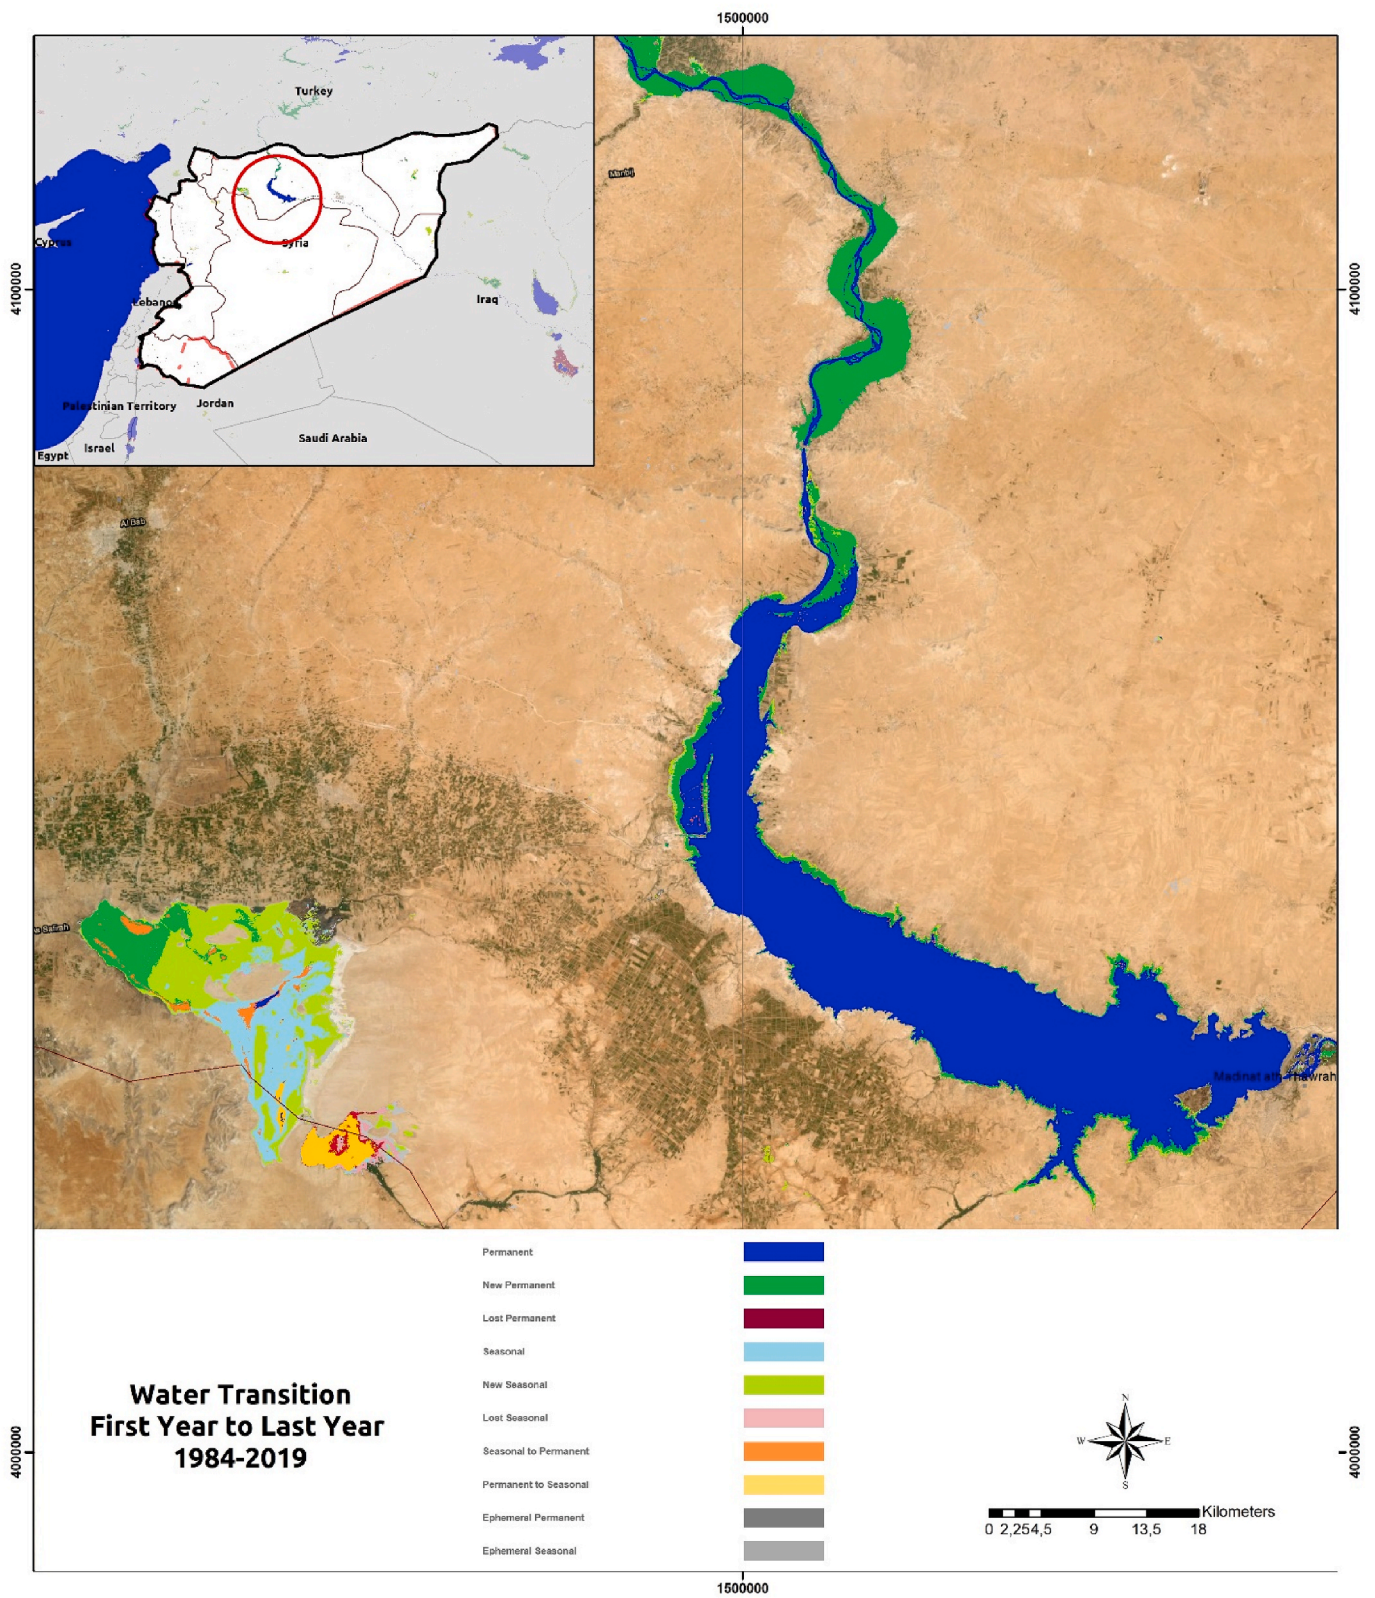 1500000
Turkey
Manbij
Cyprus
Syria
4100000
4100000
Lebano
Iraq
Palestinian Territory
Jordan
Saudi Arabia
Israel
Egypt
Al Bab
Safirah
Madinat ath Thawrah
Permanent
New Permanent
Lost Permanent
Seasonal
New Seasonal
Lost Seasonal
Seasonal to Permanent
Permanent to Seasonal
Ephemeral Permanent
Ephemeral Seasonal
Water Transition
First Year to Last Year
1984-2019
N
W
E
S
4000000
4000000
Kilometers
0 2,254,5 9 13,5 18
1500000